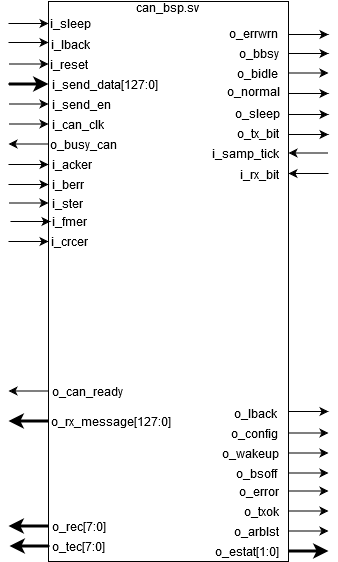 can_bsp.sv
i_sleep
i_lback
i_reset
i_send_data[127:0]
i_send_en
i_can_clk
o_busy_can
i_acker
i_berr
i_ster
i_fmer
i_crcer
o_can_ready
o_rx_message[127:0]
o_rec[7:0]
o_tec[7:0]
o_errwrn
o_bbsy
o_bidle
o_normal
o_sleep
o_tx_bit
i_samp_tick
i_rx_bit
o_lback
o_config
o_wakeup
o_bsoff
o_error
o_txok
o_arblst
o_estat[1:0]